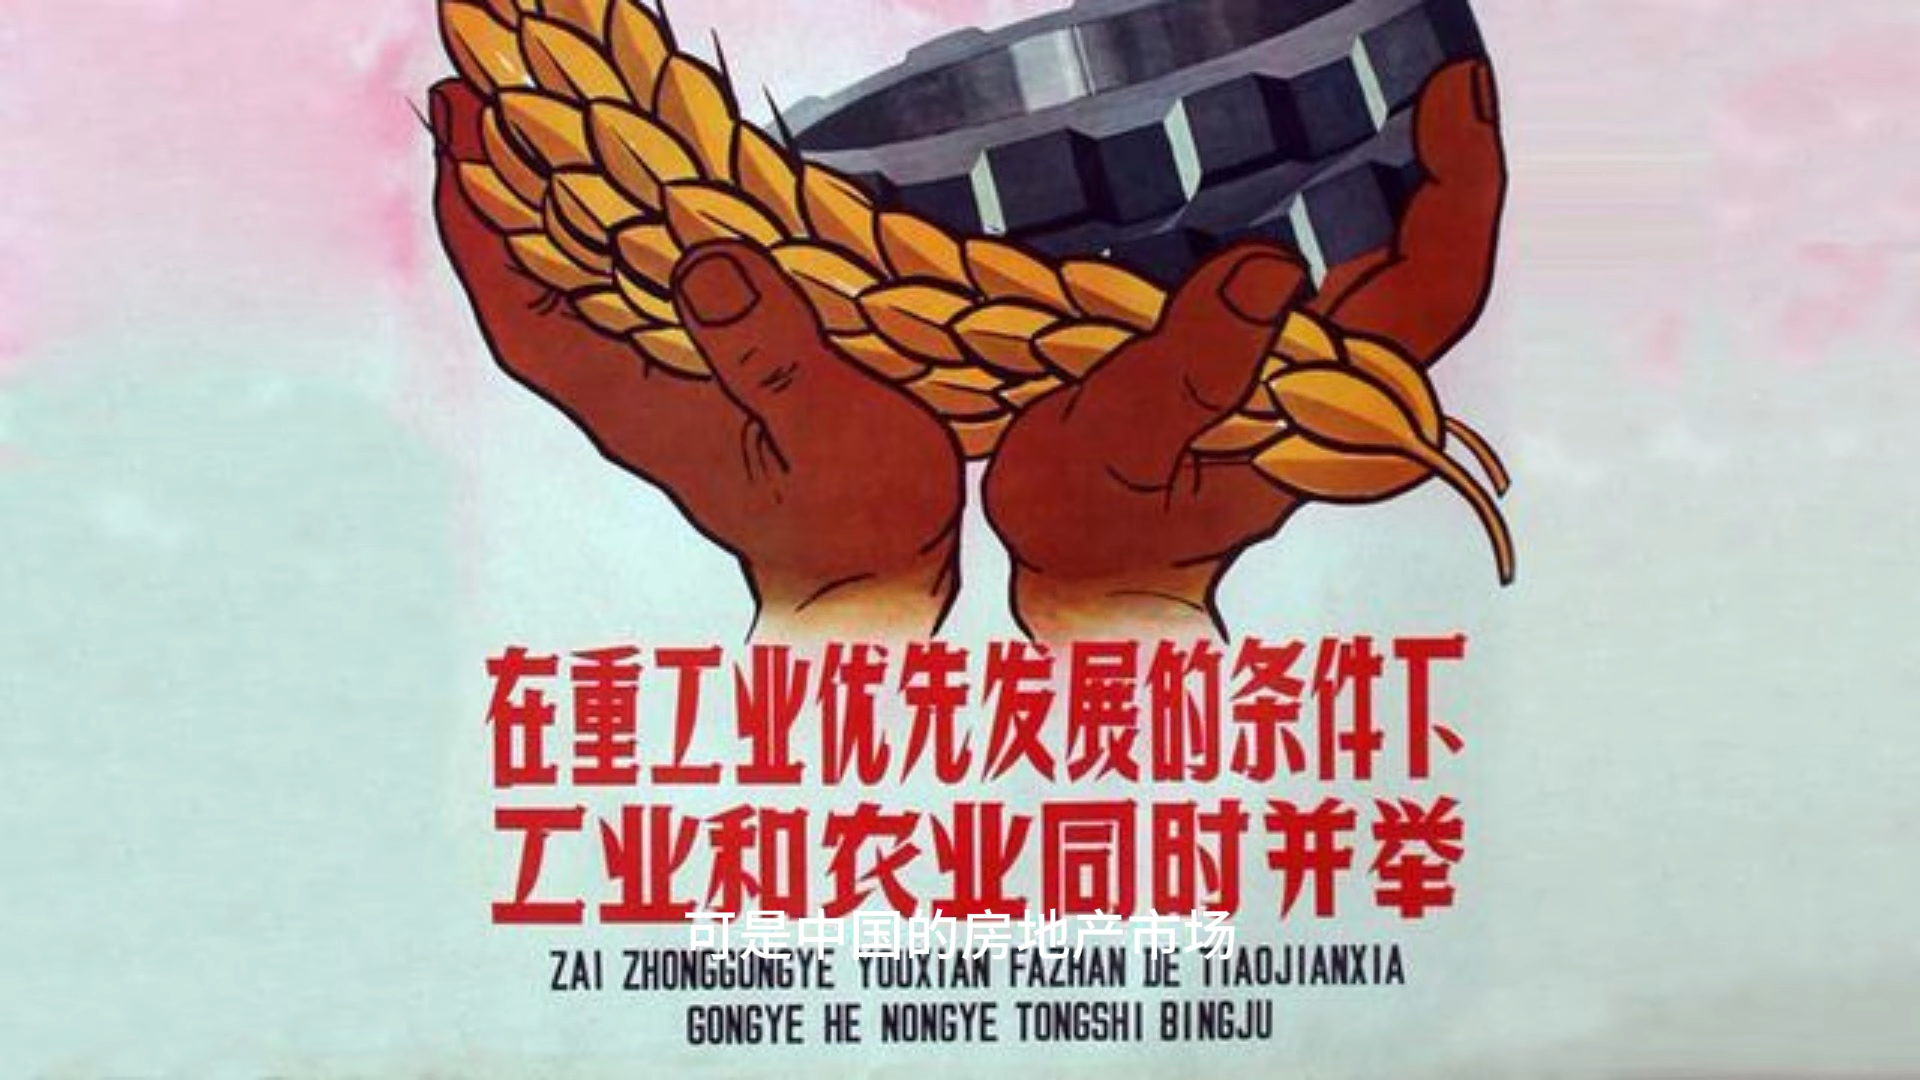 在重工业优先发展的条件下、
工业和农业同时并举
可是中国的房地产市场
ZAI ZHONGGONGYE YOUXIAN FAZHAN DE TIAOJIANXIA
GONGYE HE NONGYE TONGSHI BINGJU